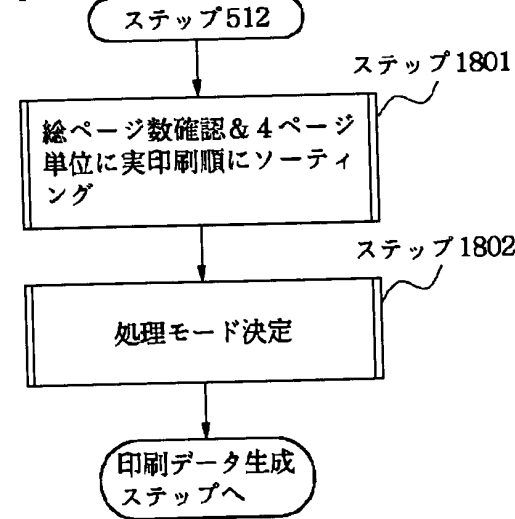 ステップ512
ステップ1801
総ページ数確認&4ページ
単位に実印刷順にソーティ
ング
ステップ1802
処理モード決定
印刷データ生成
ステップへ